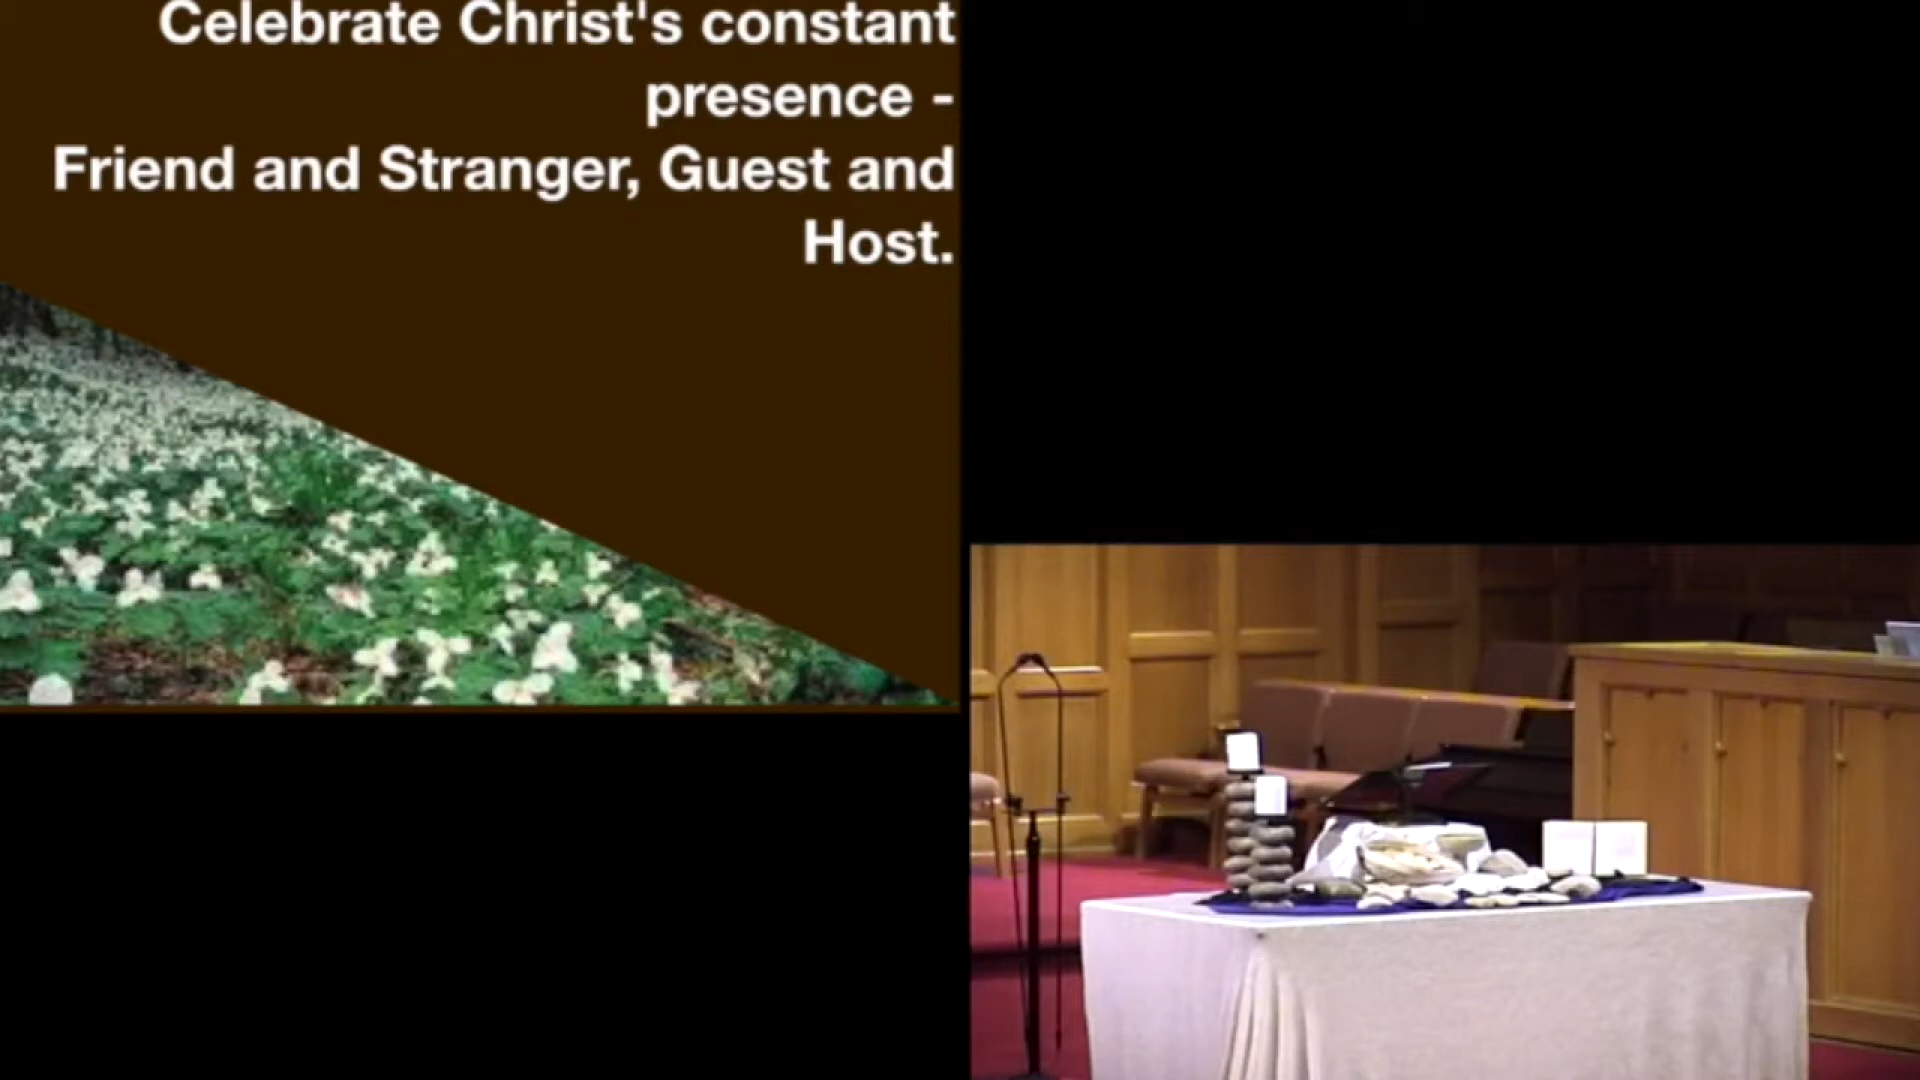 Celebrate Christ's constant
presence -
Friend and Stranger, Guest and
Host.